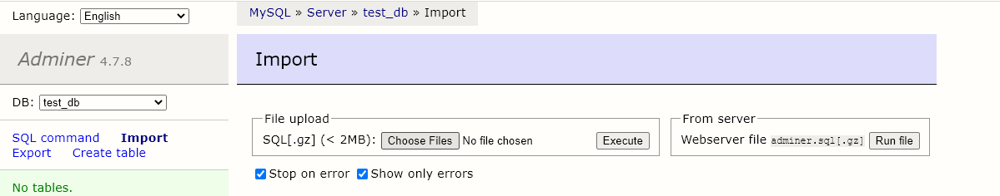 Language: English
MySQL » Server » test_db » Import
Adminer 4.7.8
Import
DB: test_db
SQL command Import
Export Create table
No tables.
File upload
SQL[.gz] (< 2MB): Choose Files No file chosen Execute
From server
Webserver file adminer.sql[.gz] Run file
Stop on error Show only errors